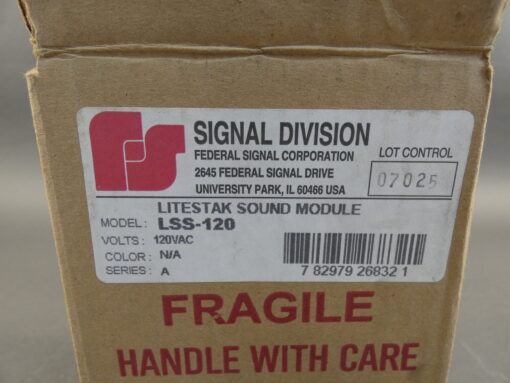 SIGNAL DIVISION
FEDERAL SIGNAL CORPORATION
2645 FEDERAL SIGNAL DRIVE
UNIVERSITY PARK, IL 60466 USA
LOT CONTROL
07025
LITESTAK SOUND MODULE
MODEL: LSS-120
VOLTS: 120VAC
COLOR: N/A
SERIES: A
7 82979 26832 1
FRAGILE
HANDLE WITH CARE